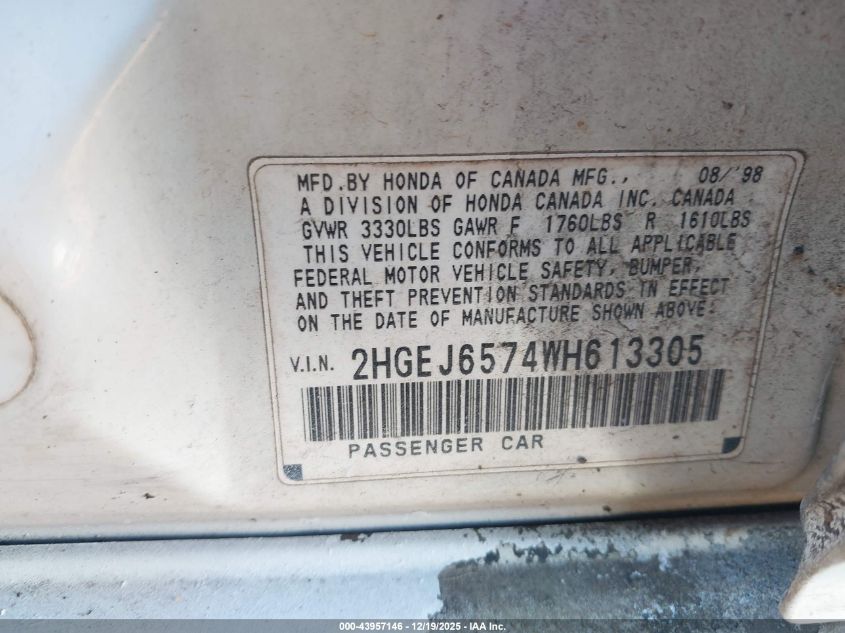 MFD.BY HONDA OF CANADA MFG., 08/'98
A DIVISION OF HONDA CANADA INC. CANADA
GVWR 3330LBS GAWR F 1760LBS R 1610LBS
THIS VEHICLE CONFORMS TO ALL APPLICABLE
FEDERAL MOTOR VEHICLE SAFETY, BUMPER,
AND THEFT PREVENTION STANDARDS IN EFFECT
ON THE DATE OF MANUFACTURE SHOWN ABOVE.
V.I.N. 2HGEJ6574WH613305
PASSENGER CAR
000-43957146 - 12/19/2025 - IAA Inc.